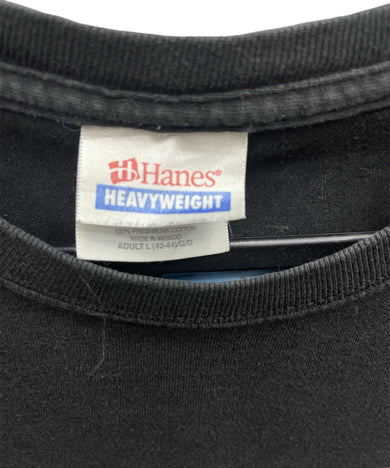 Hanes®
HEAVYWEIGHT
100% PRESHRUNK COTTON
MADE IN MEXICO
ADULT L (42-44)/G/G